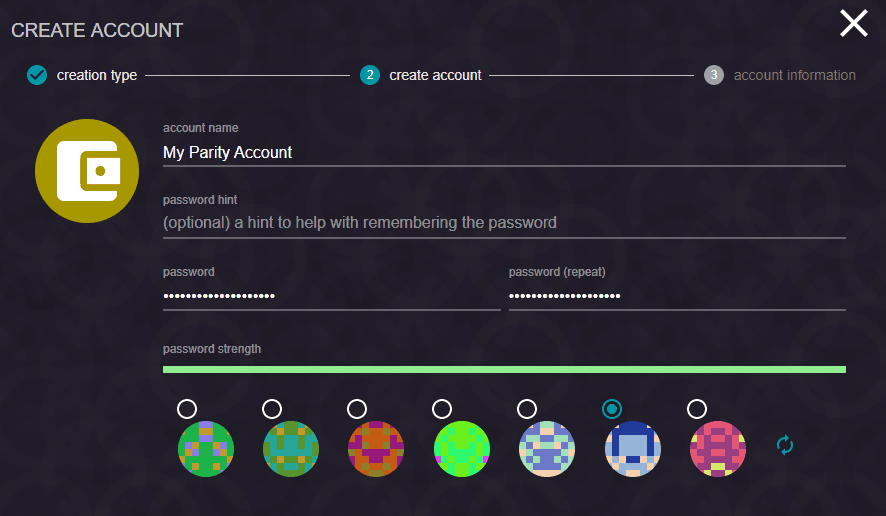 CREATE ACCOUNT
creation type
2 create account
3 account information
account name
My Parity Account
password hint
(optional) a hint to help with remembering the password
password
password (repeat)
••••••••••••••••••••
••••••••••••••••••••
password strength